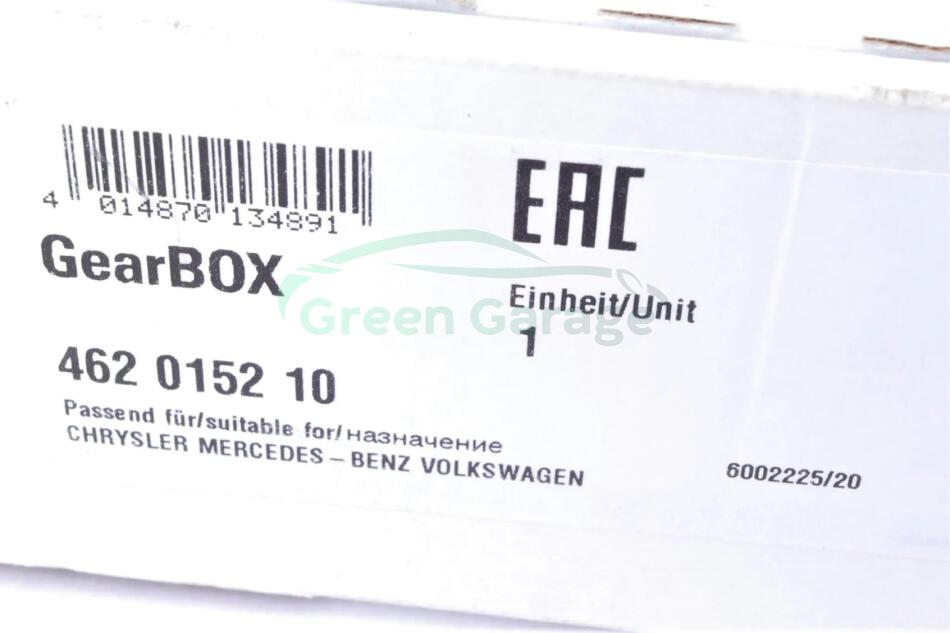 4 014870 134891
EAC
GearBOX
Green Garage
Einheit/Unit
1
462 0152 10
Passend für/suitable for/назначение
CHRYSLER MERCEDES – BENZ VOLKSWAGEN
6002225/20